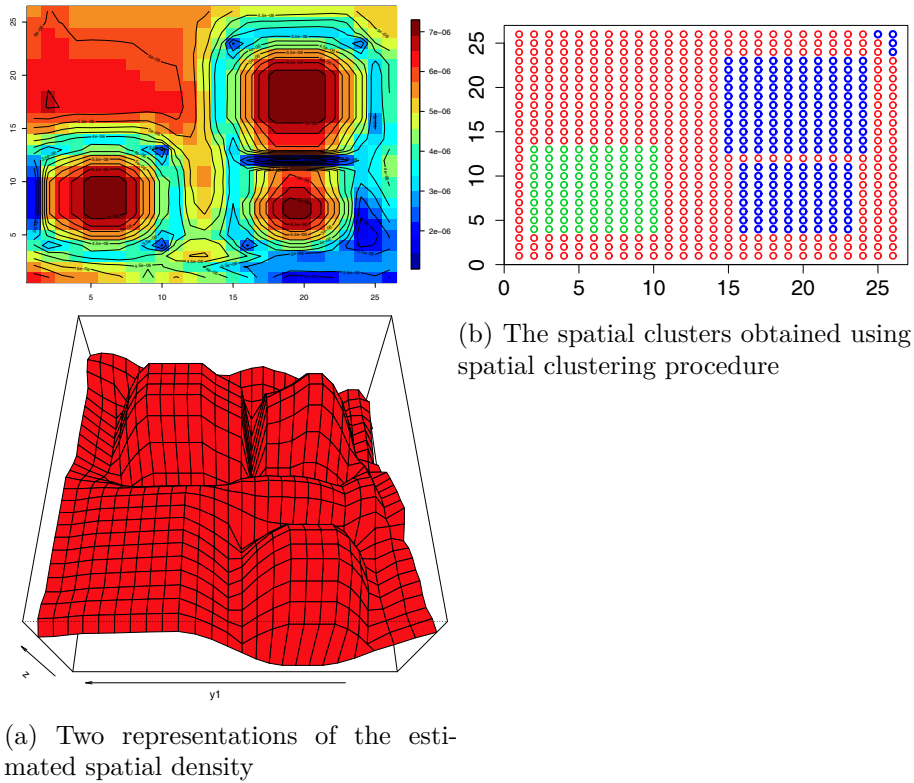 25
20
15
10
5
5
10
15
20
25
7e-06
6e-06
5e-06
4e-06
3e-06
2e-06
25
20
15
10
5
0
0
5
10
15
20
25
(b) The spatial clusters obtained using
spatial clustering procedure
z
y1
(a) Two representations of the esti-
mated spatial density